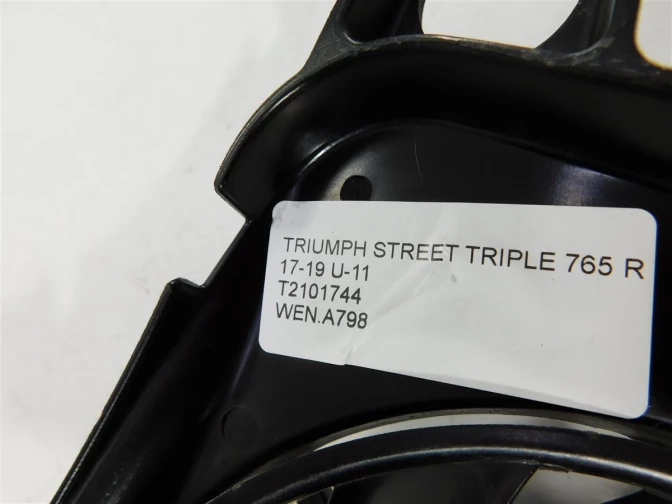 TRIUMPH STREET TRIPLE 765 R
17-19 U-11
T2101744
WEN.A798